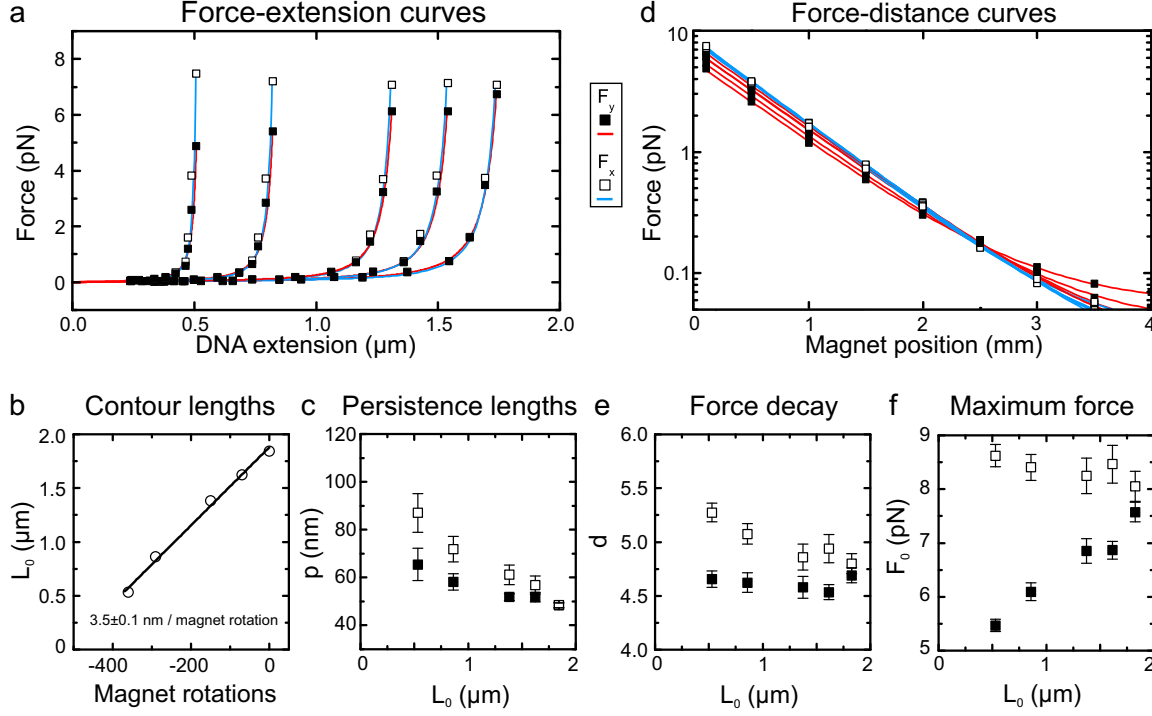 a
Force-extension curves
Force (pN)
8
6
4
2
0
0.0
0.5
1.0
1.5
2.0
DNA extension (μm)
F_y
F_x
d
Force-distance curves
Force (pN)
10
1
0.1
0
1
2
3
4
Magnet position (mm)
b
Contour lengths
L₀ (μm)
2.0
1.5
1.0
0.5
0
3.5±0.1 nm / magnet rotation
-400
-200
0
Magnet rotations
c
Persistence lengths
p (nm)
120
100
80
60
40
0
1
2
L₀ (μm)
e
Force decay
d
6.0
5.5
5.0
4.5
4.0
0
1
2
L₀ (μm)
f
Maximum force
F₀ (pN)
9
8
7
6
5
0
1
2
L₀ (μm)